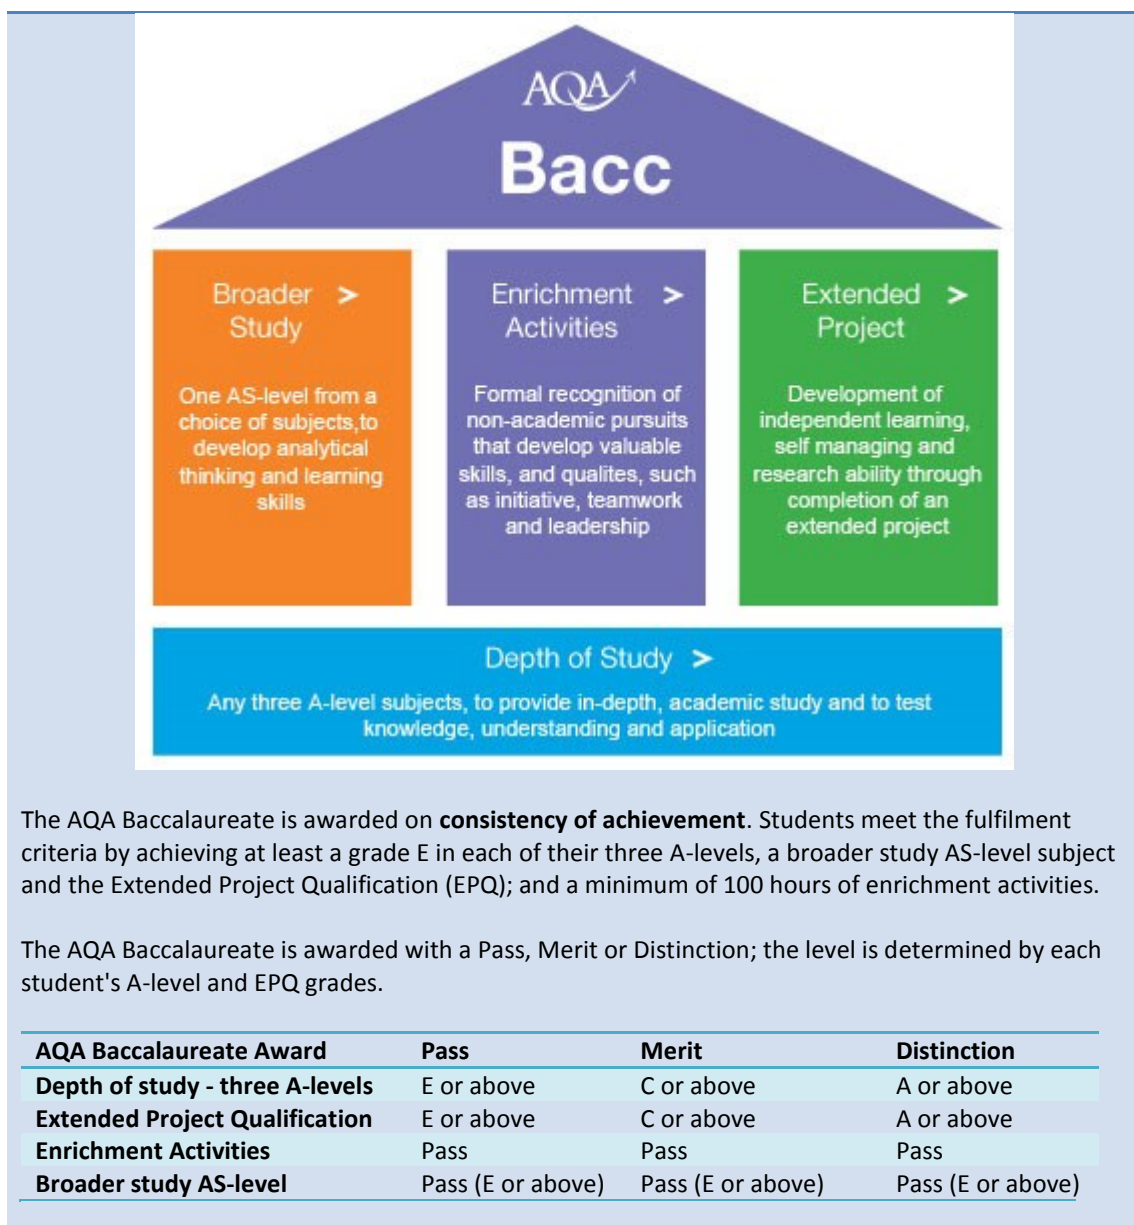 AQA
Bacc
Broader >
Study
One AS-level from a
choice of subjects,to
develop analytical
thinking and learning
skills
Enrichment >
Activities
Formal recognition of
non-academic pursuits
that develop valuable
skills, and qualites, such
as initiative, teamwork
and leadership
Extended >
Project
Development of
independent learning,
self managing and
research ability through
completion of an
extended project
Depth of Study >
Any three A-level subjects, to provide in-depth, academic study and to test
knowledge, understanding and application
The AQA Baccalaureate is awarded on consistency of achievement. Students meet the fulfilment
criteria by achieving at least a grade E in each of their three A-levels, a broader study AS-level subject
and the Extended Project Qualification (EPQ); and a minimum of 100 hours of enrichment activities.
The AQA Baccalaureate is awarded with a Pass, Merit or Distinction; the level is determined by each
student's A-level and EPQ grades.
AQA Baccalaureate Award Pass Merit Distinction
Depth of study - three A-levels E or above C or above A or above
Extended Project Qualification E or above C or above A or above
Enrichment Activities Pass Pass Pass
Broader study AS-level Pass (E or above) Pass (E or above) Pass (E or above)